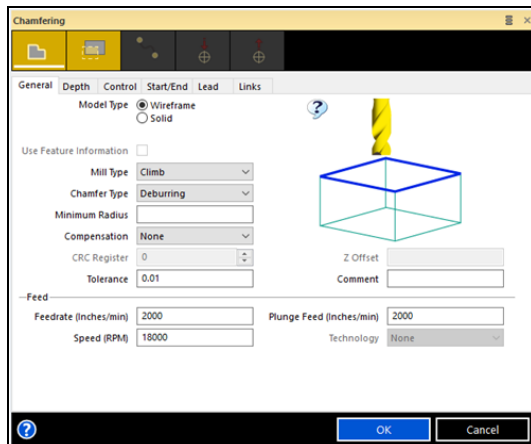 Chamfering
General Depth Control Start/End Lead Links
Model Type Wireframe
Solid
Use Feature Information
Mill Type Climb
Chamfer Type Deburring
Minimum Radius
Compensation None
CRC Register 0 Z Offset
Tolerance 0.01 Comment
Feed
Feedrate (Inches/min) 2000 Plunge Feed (Inches/min) 2000
Speed (RPM) 18000 Technology None
OK Cancel